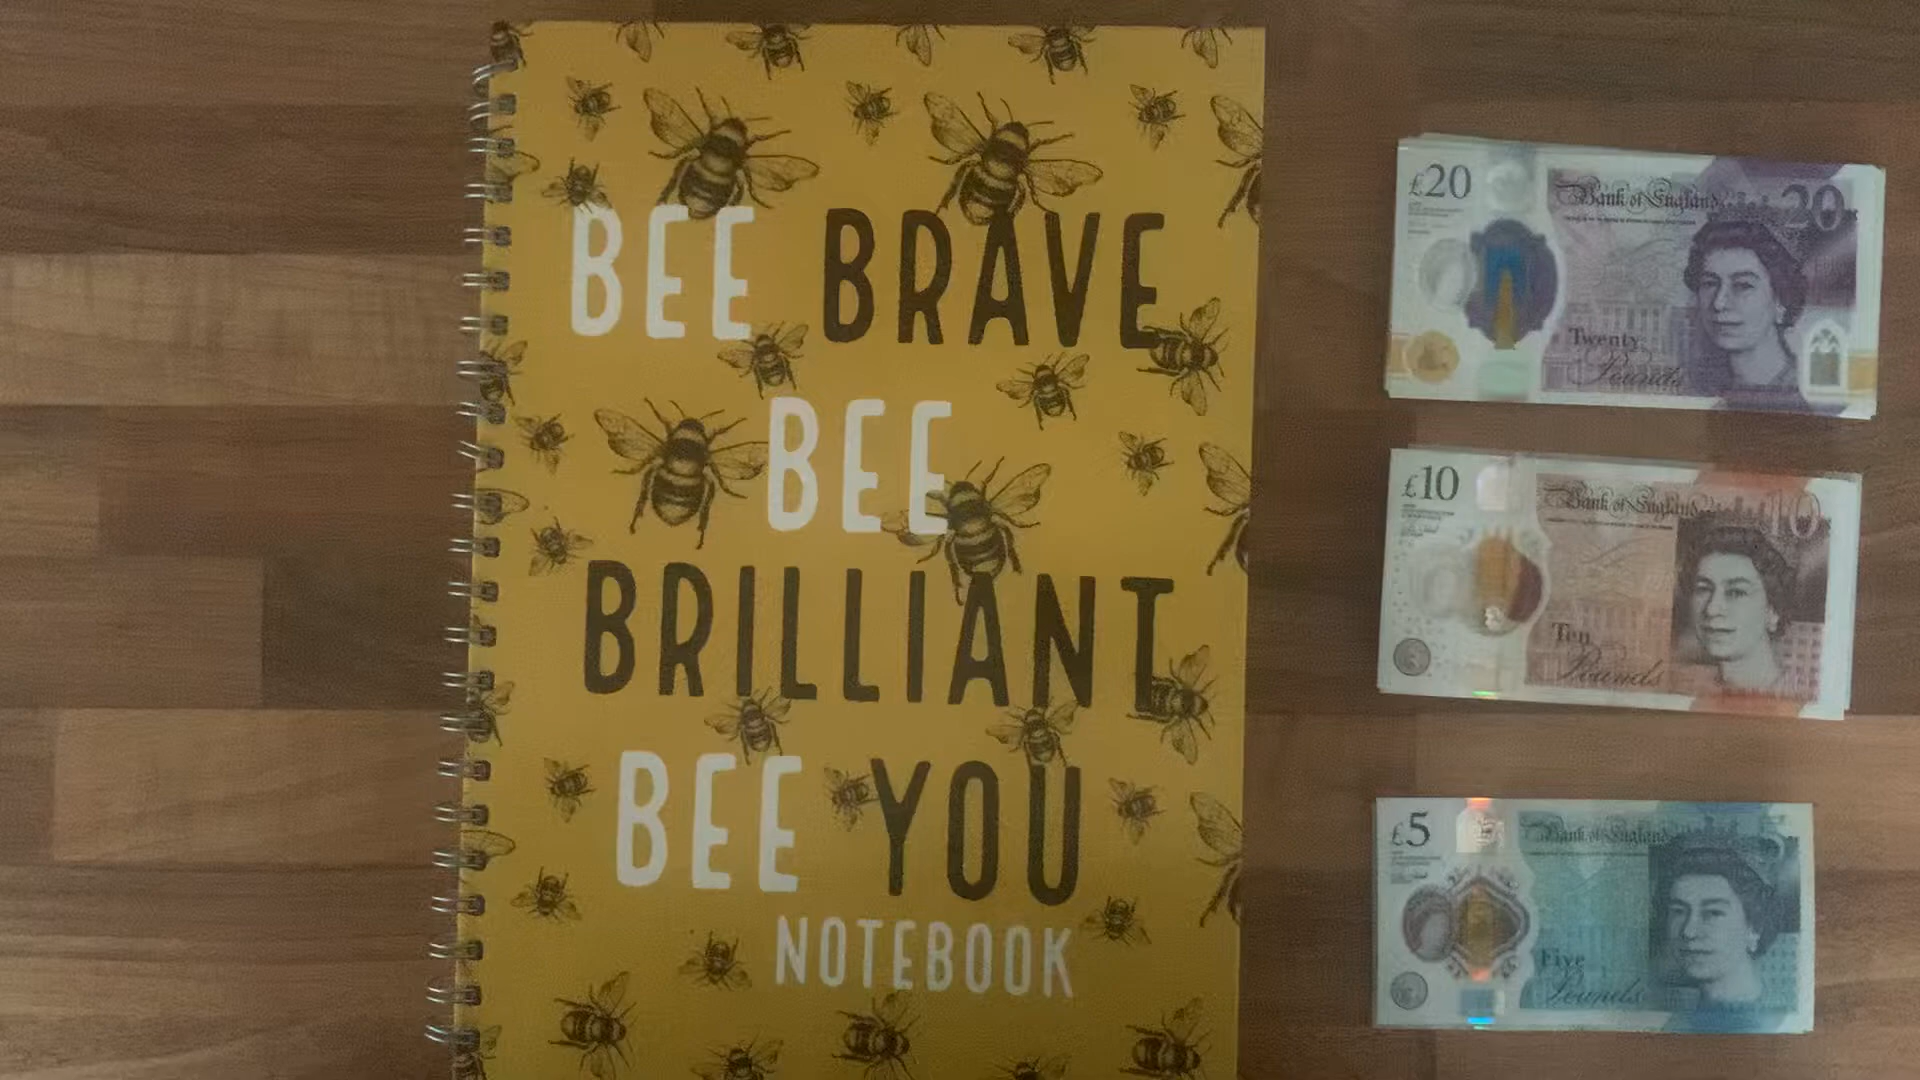 BEE BRAVE
BEE
BRILLIANT
BEE YOU
NOTEBOOK
£20
Bank of England
20
Twenty
Pounds
£10
Bank of England
10
Ten
Pounds
£5
Bank of England
5
Five
Pounds